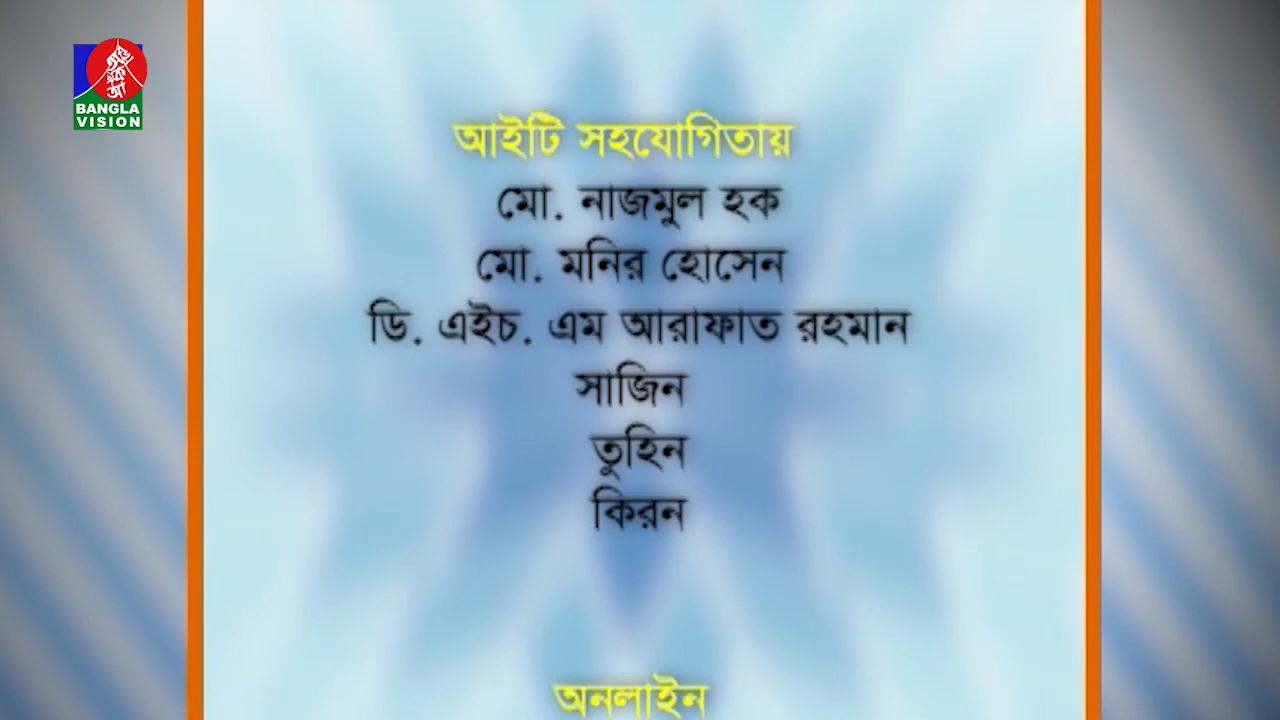 BANGLA
VISION
আইটি সহযোগিতায়
মো. নাজমুল হক
মো. মনির হোসেন
ডি. এইচ. এম আরাফাত রহমান
সাজিন
তুহিন
কিরন
অনলাইন